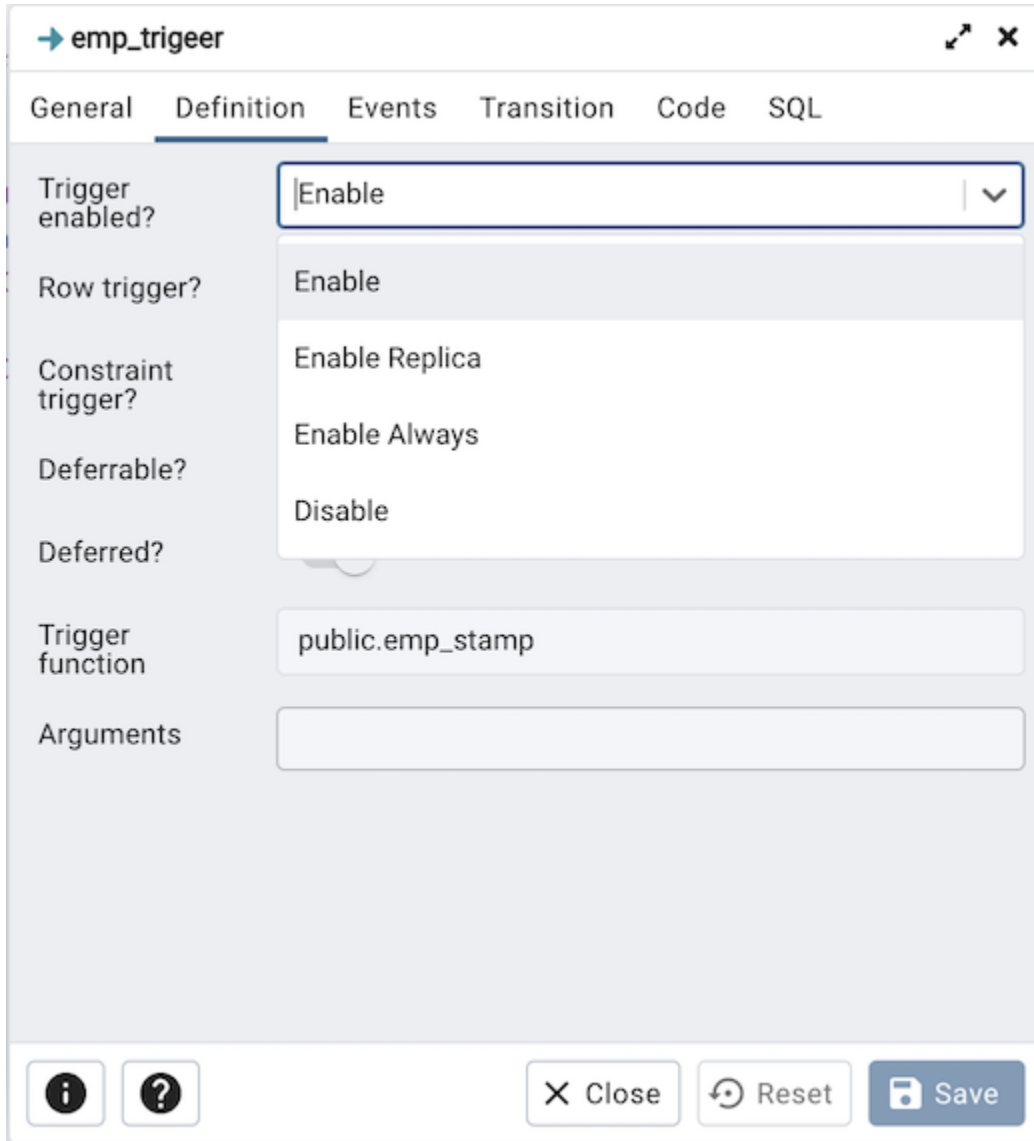 emp_trigeer
General Definition Events Transition Code SQL
Trigger
enabled?
Enable
Row trigger?
Enable
Enable Replica
Constraint
trigger?
Enable Always
Deferrable?
Disable
Deferred?
Trigger
function
public.emp_stamp
Arguments
Close Reset Save